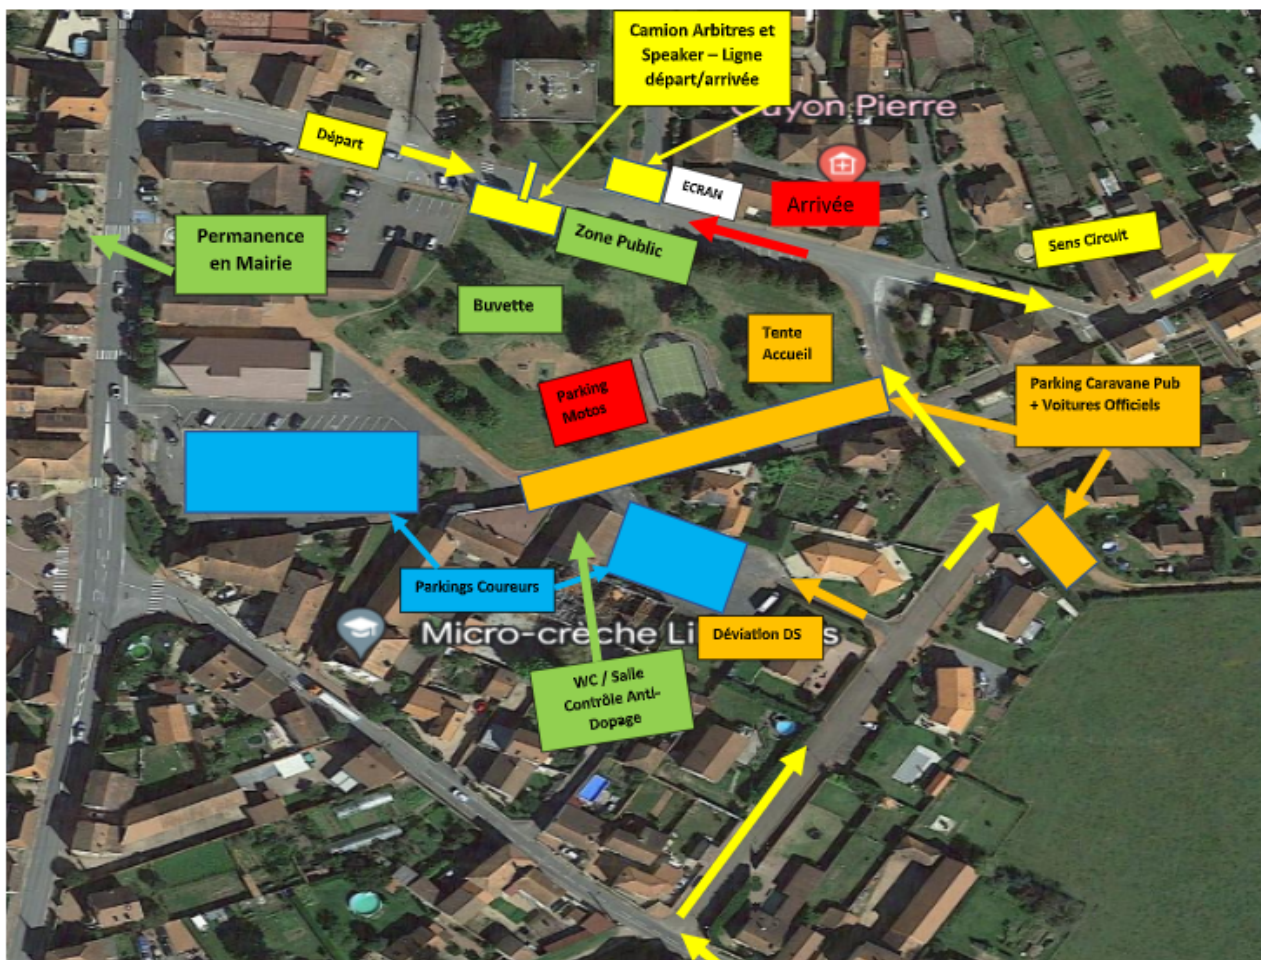 Camion Arbitres et
Speaker – Ligne
départ/arrivée
Pierre
Départ
ECRAN
Arrivée
Permanence
en Mairie
Zone Public
Sens Circuit
Buvette
Tente
Accueil
Parking
Motos
Parking Caravane Pub
+ Voitures Officiels
Parkings Coureurs
Micro-crèche
Déviation DS
WC / Salle
Contrôle Anti-
Dopage